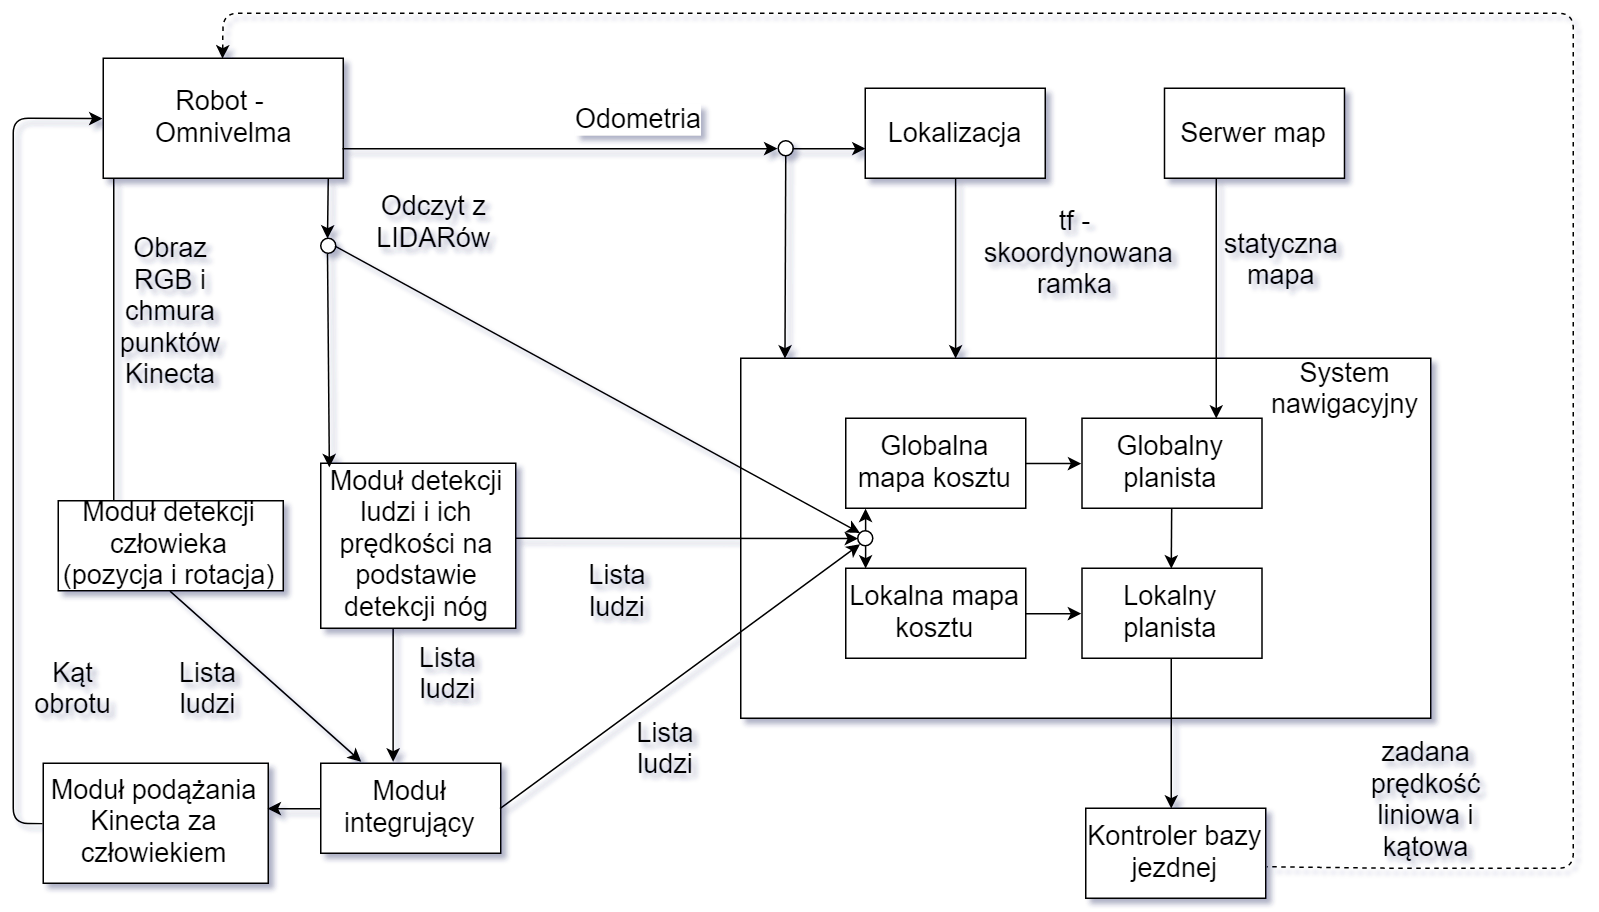 Robot -
Omnivelma
Odometria
Lokalizacja
Serwer map
Odczyt z
LIDARów
Obraz
RGB i
chmura
punktów
Kinecta
tf -
skoordynowana
ramka
statyczna
mapa
System
nawigacyjny
Globalna
mapa kosztu
Globalny
planista
Moduł detekcji
ludzi i ich
prędkości na
podstawie
detekcji nóg
Moduł detekcji
człowieka
(pozycja i rotacja)
Lista
ludzi
Lokalna mapa
kosztu
Lokalny
planista
Kąt
obrotu
Lista
ludzi
Lista
ludzi
Lista
ludzi
zadana
prędkość
liniowa i
kątowa
Moduł podążania
Kinecta za
człowiekiem
Moduł
integrujący
Kontroler bazy
jezdnej